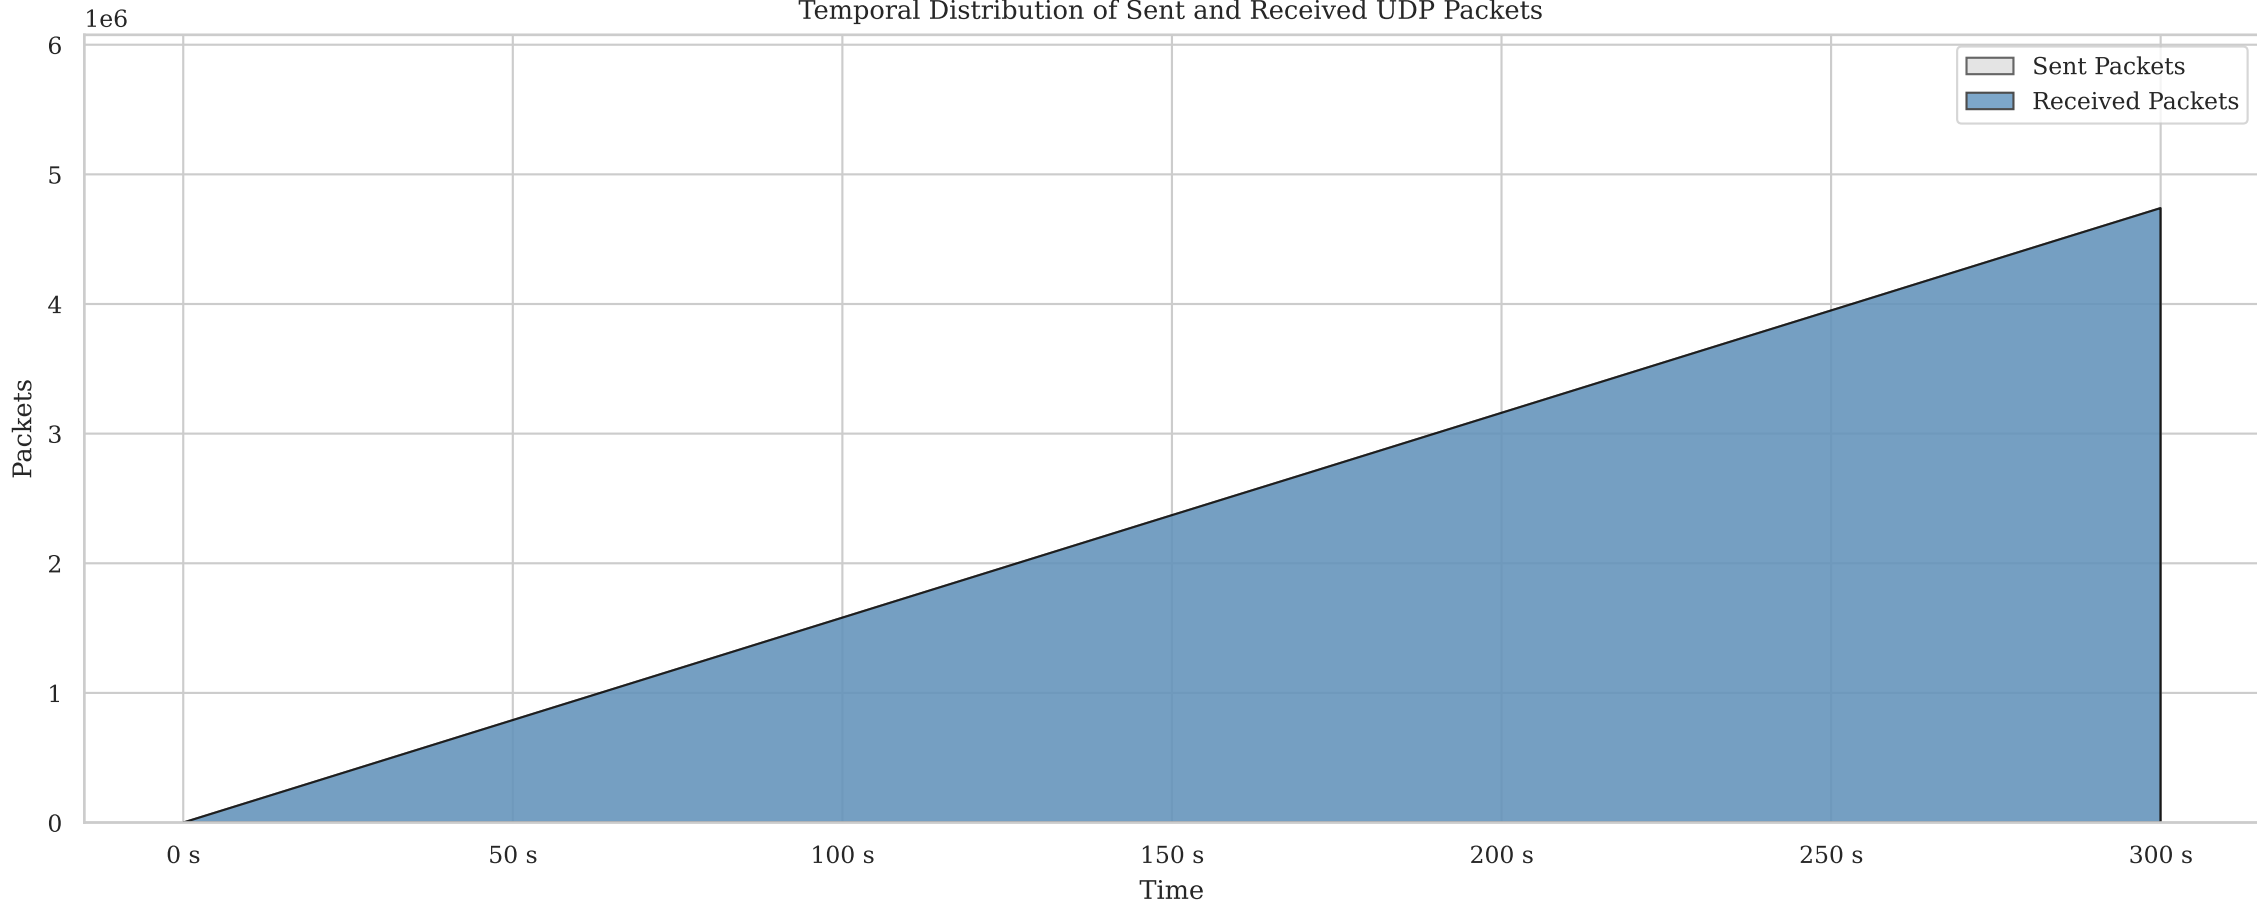 Temporal Distribution of Sent and Received UDP Packets
1e6
6
5
4
3
2
1
0
Packets
Sent Packets
Received Packets
0 s
50 s
100 s
150 s
200 s
250 s
300 s
Time